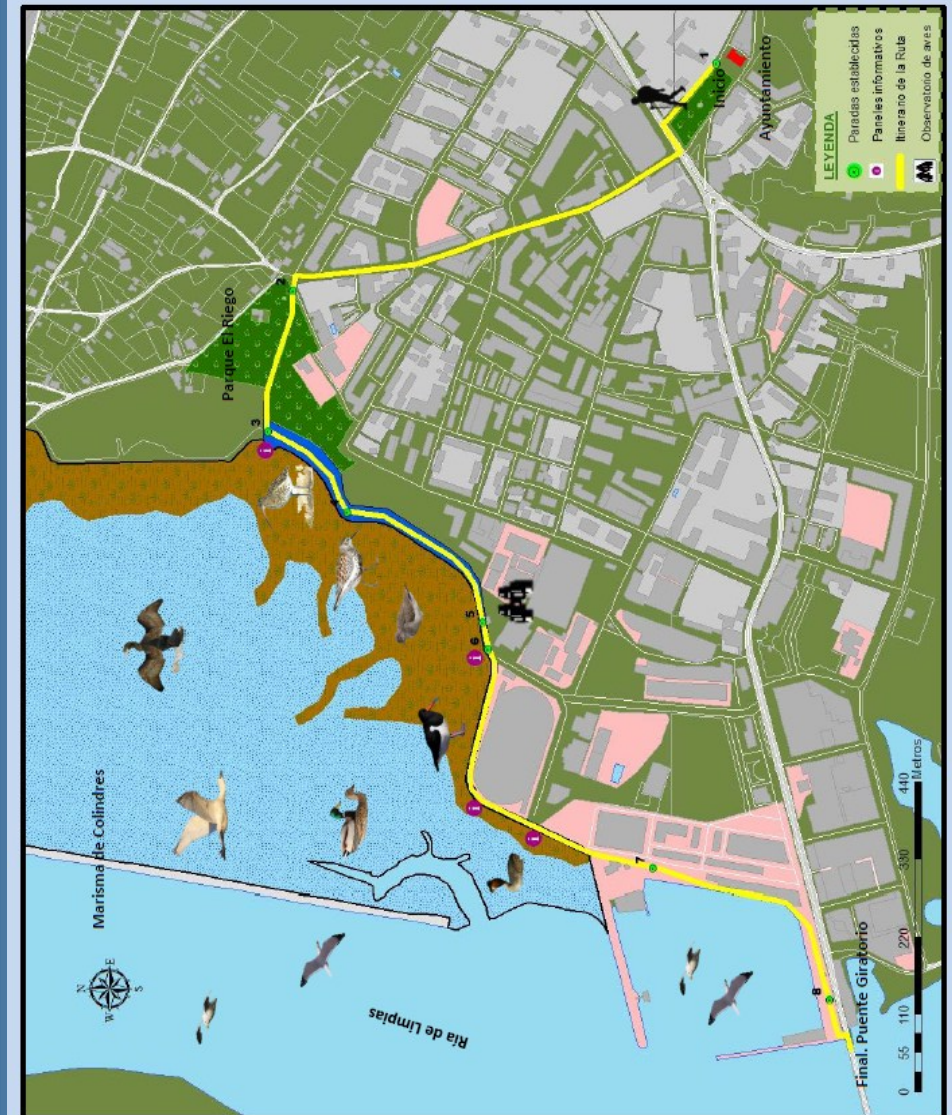 Marisma de Colindres
N
W E
S
Ría de Limpias
Parque El Riego
Inicio
Ayuntamiento
Final. Puente Giratorio
1
2
3
5
6
7
8
LEYENDA
Paradas establecidas
Paneles informativos
Itinerario de la Ruta
Observatorio de aves
0 55 110 220 330 440
Metros